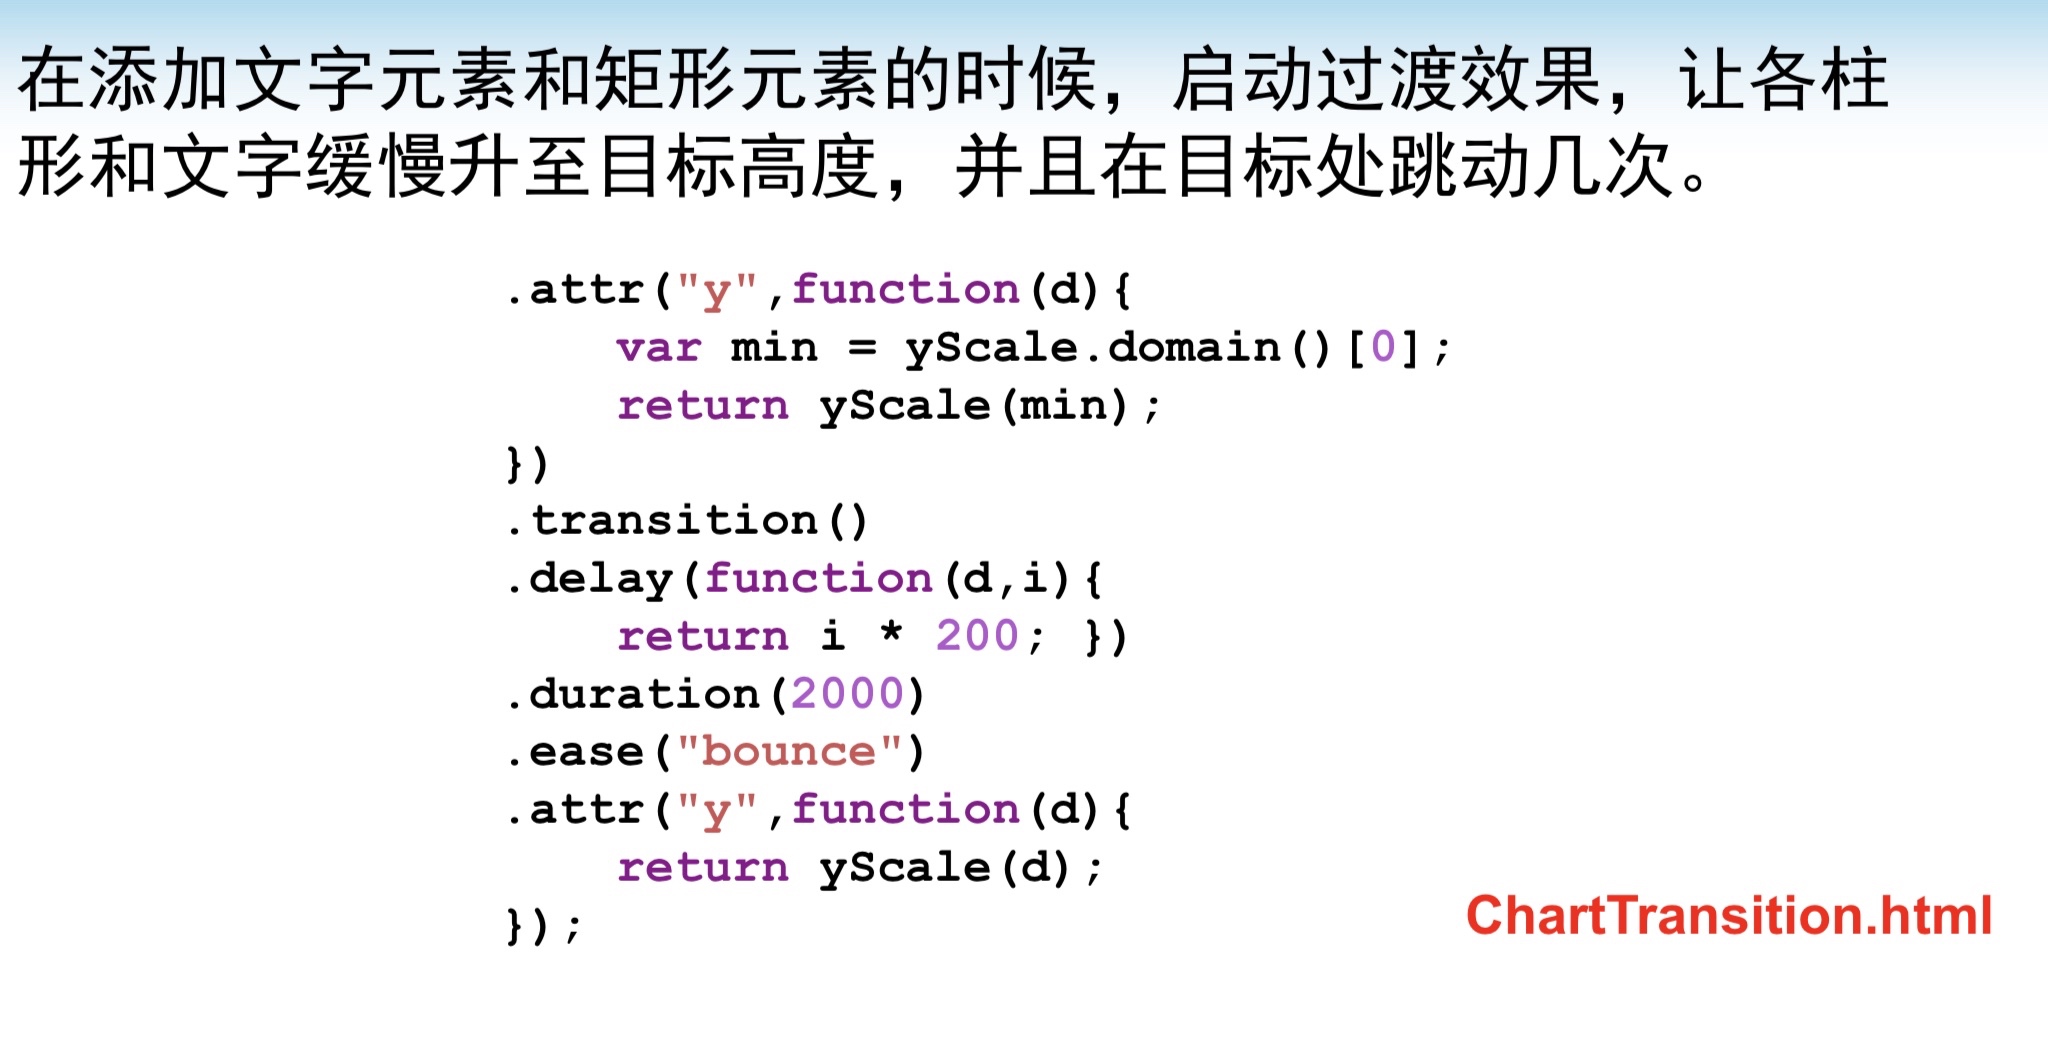 在添加文字元素和矩形元素的时候，启动过渡效果，让各柱
形和文字缓慢升至目标高度，并且在目标处跳动几次。
.attr("y",function(d){
    var min = yScale.domain()[0];
    return yScale(min);
})
.transition()
.delay(function(d,i){
    return i * 200; })
.duration(2000)
.ease("bounce")
.attr("y",function(d){
    return yScale(d);
});
ChartTransition.html